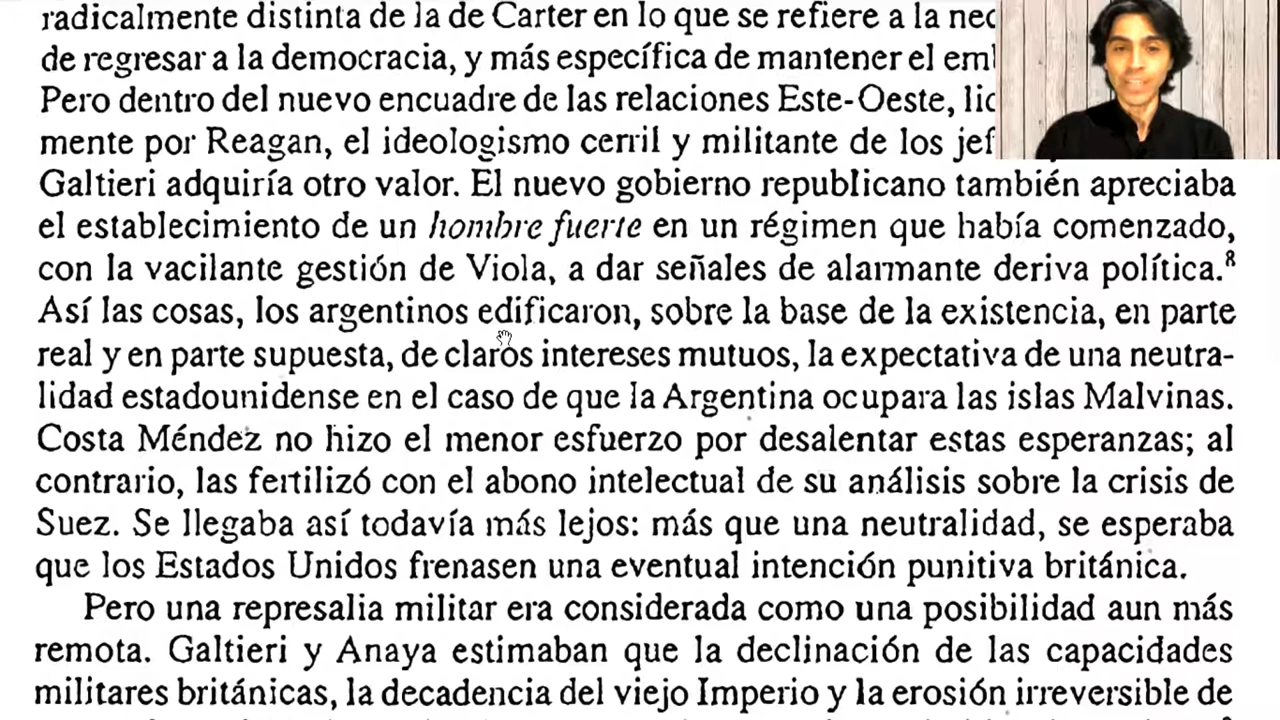 radicalmente distinta de la de Carter en lo que se refiere a la
de regresar a la democracia, y más específica de mantener el
Pero dentro del nuevo encuadre de las relaciones Este-Oeste,
mente por Reagan, el ideologismo cerril y militante de los
Galtieri adquiría otro valor. El nuevo gobierno republicano también apreciaba
el establecimiento de un hombre fuerte en un régimen que había comenzado,
con la vacilante gestión de Viola, a dar señales de alarmante deriva política.⁸
Así las cosas, los argentinos edificaron, sobre la base de la existencia, en parte
real y en parte supuesta, de claros intereses mutuos, la expectativa de una neutra-
lidad estadounidense en el caso de que la Argentina ocupara las islas Malvinas.
Costa Méndez no hizo el menor esfuerzo por desalentar estas esperanzas; al
contrario, las fertilizó con el abono intelectual de su análisis sobre la crisis de
Suez. Se llegaba así todavía más lejos: más que una neutralidad, se esperaba
que los Estados Unidos frenasen una eventual intención punitiva británica.
Pero una represalia militar era considerada como una posibilidad aun más
remota. Galtieri y Anaya estimaban que la declinación de las capacidades
militares británicas, la decadencia del viejo Imperio y la erosión irreversible de